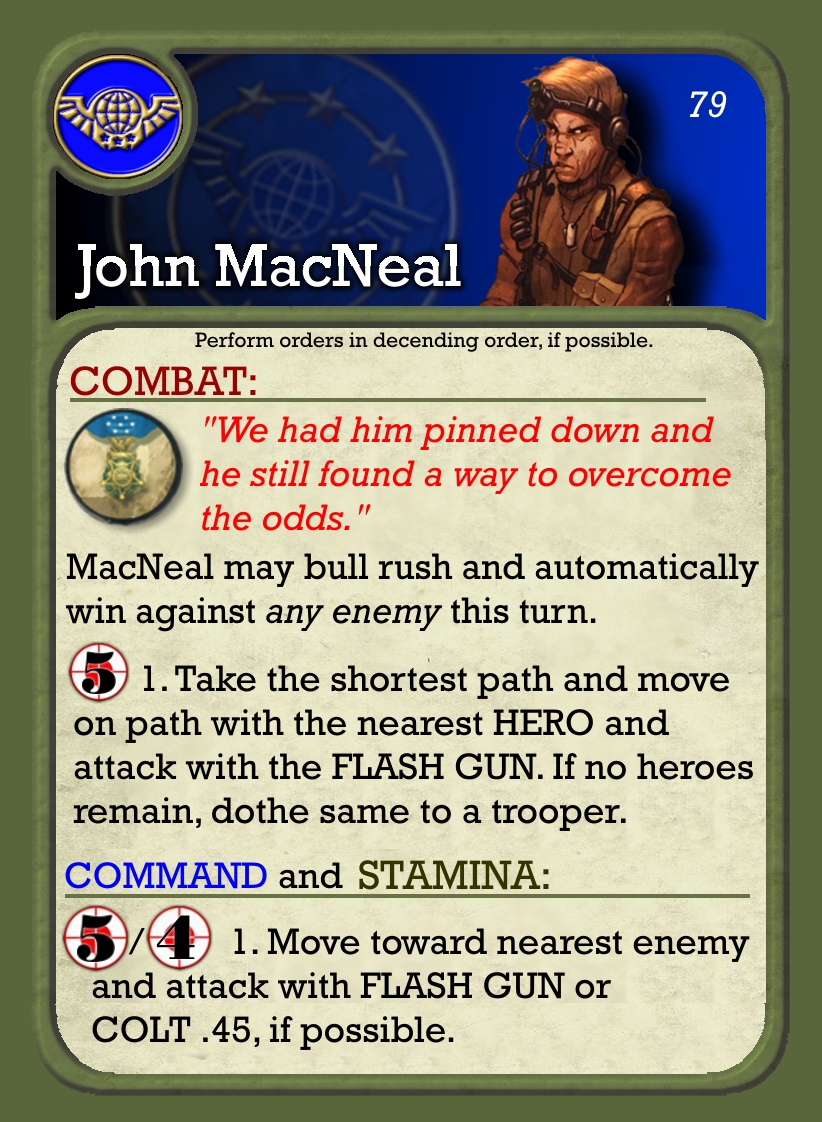 79
John MacNeal
Perform orders in decending order, if possible.
COMBAT:
"We had him pinned down and
he still found a way to overcome
the odds."
MacNeal may bull rush and automatically
win against any enemy this turn.
5 1. Take the shortest path and move
on path with the nearest HERO and
attack with the FLASH GUN. If no heroes
remain, dothe same to a trooper.
COMMAND and STAMINA:
5/4 1. Move toward nearest enemy
and attack with FLASH GUN or
COLT .45, if possible.